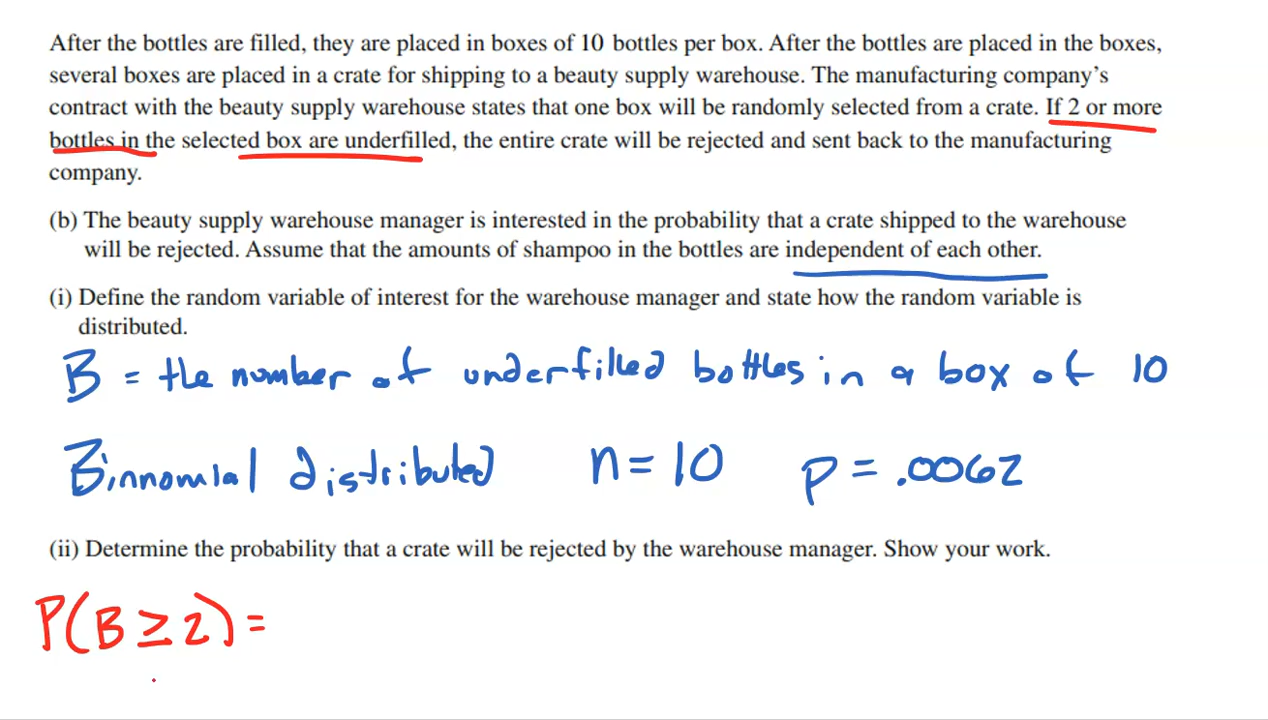 After the bottles are filled, they are placed in boxes of 10 bottles per box. After the bottles are placed in the boxes,
several boxes are placed in a crate for shipping to a beauty supply warehouse. The manufacturing company's
contract with the beauty supply warehouse states that one box will be randomly selected from a crate. If 2 or more
bottles in the selected box are underfilled, the entire crate will be rejected and sent back to the manufacturing
company.
(b) The beauty supply warehouse manager is interested in the probability that a crate shipped to the warehouse
will be rejected. Assume that the amounts of shampoo in the bottles are independent of each other.
(i) Define the random variable of interest for the warehouse manager and state how the random variable is
distributed.
B = the number of underfilled bottles in a box of 10
Binnomial distributed n = 10 p = .0062
(ii) Determine the probability that a crate will be rejected by the warehouse manager. Show your work.
P(B ≥ 2) =